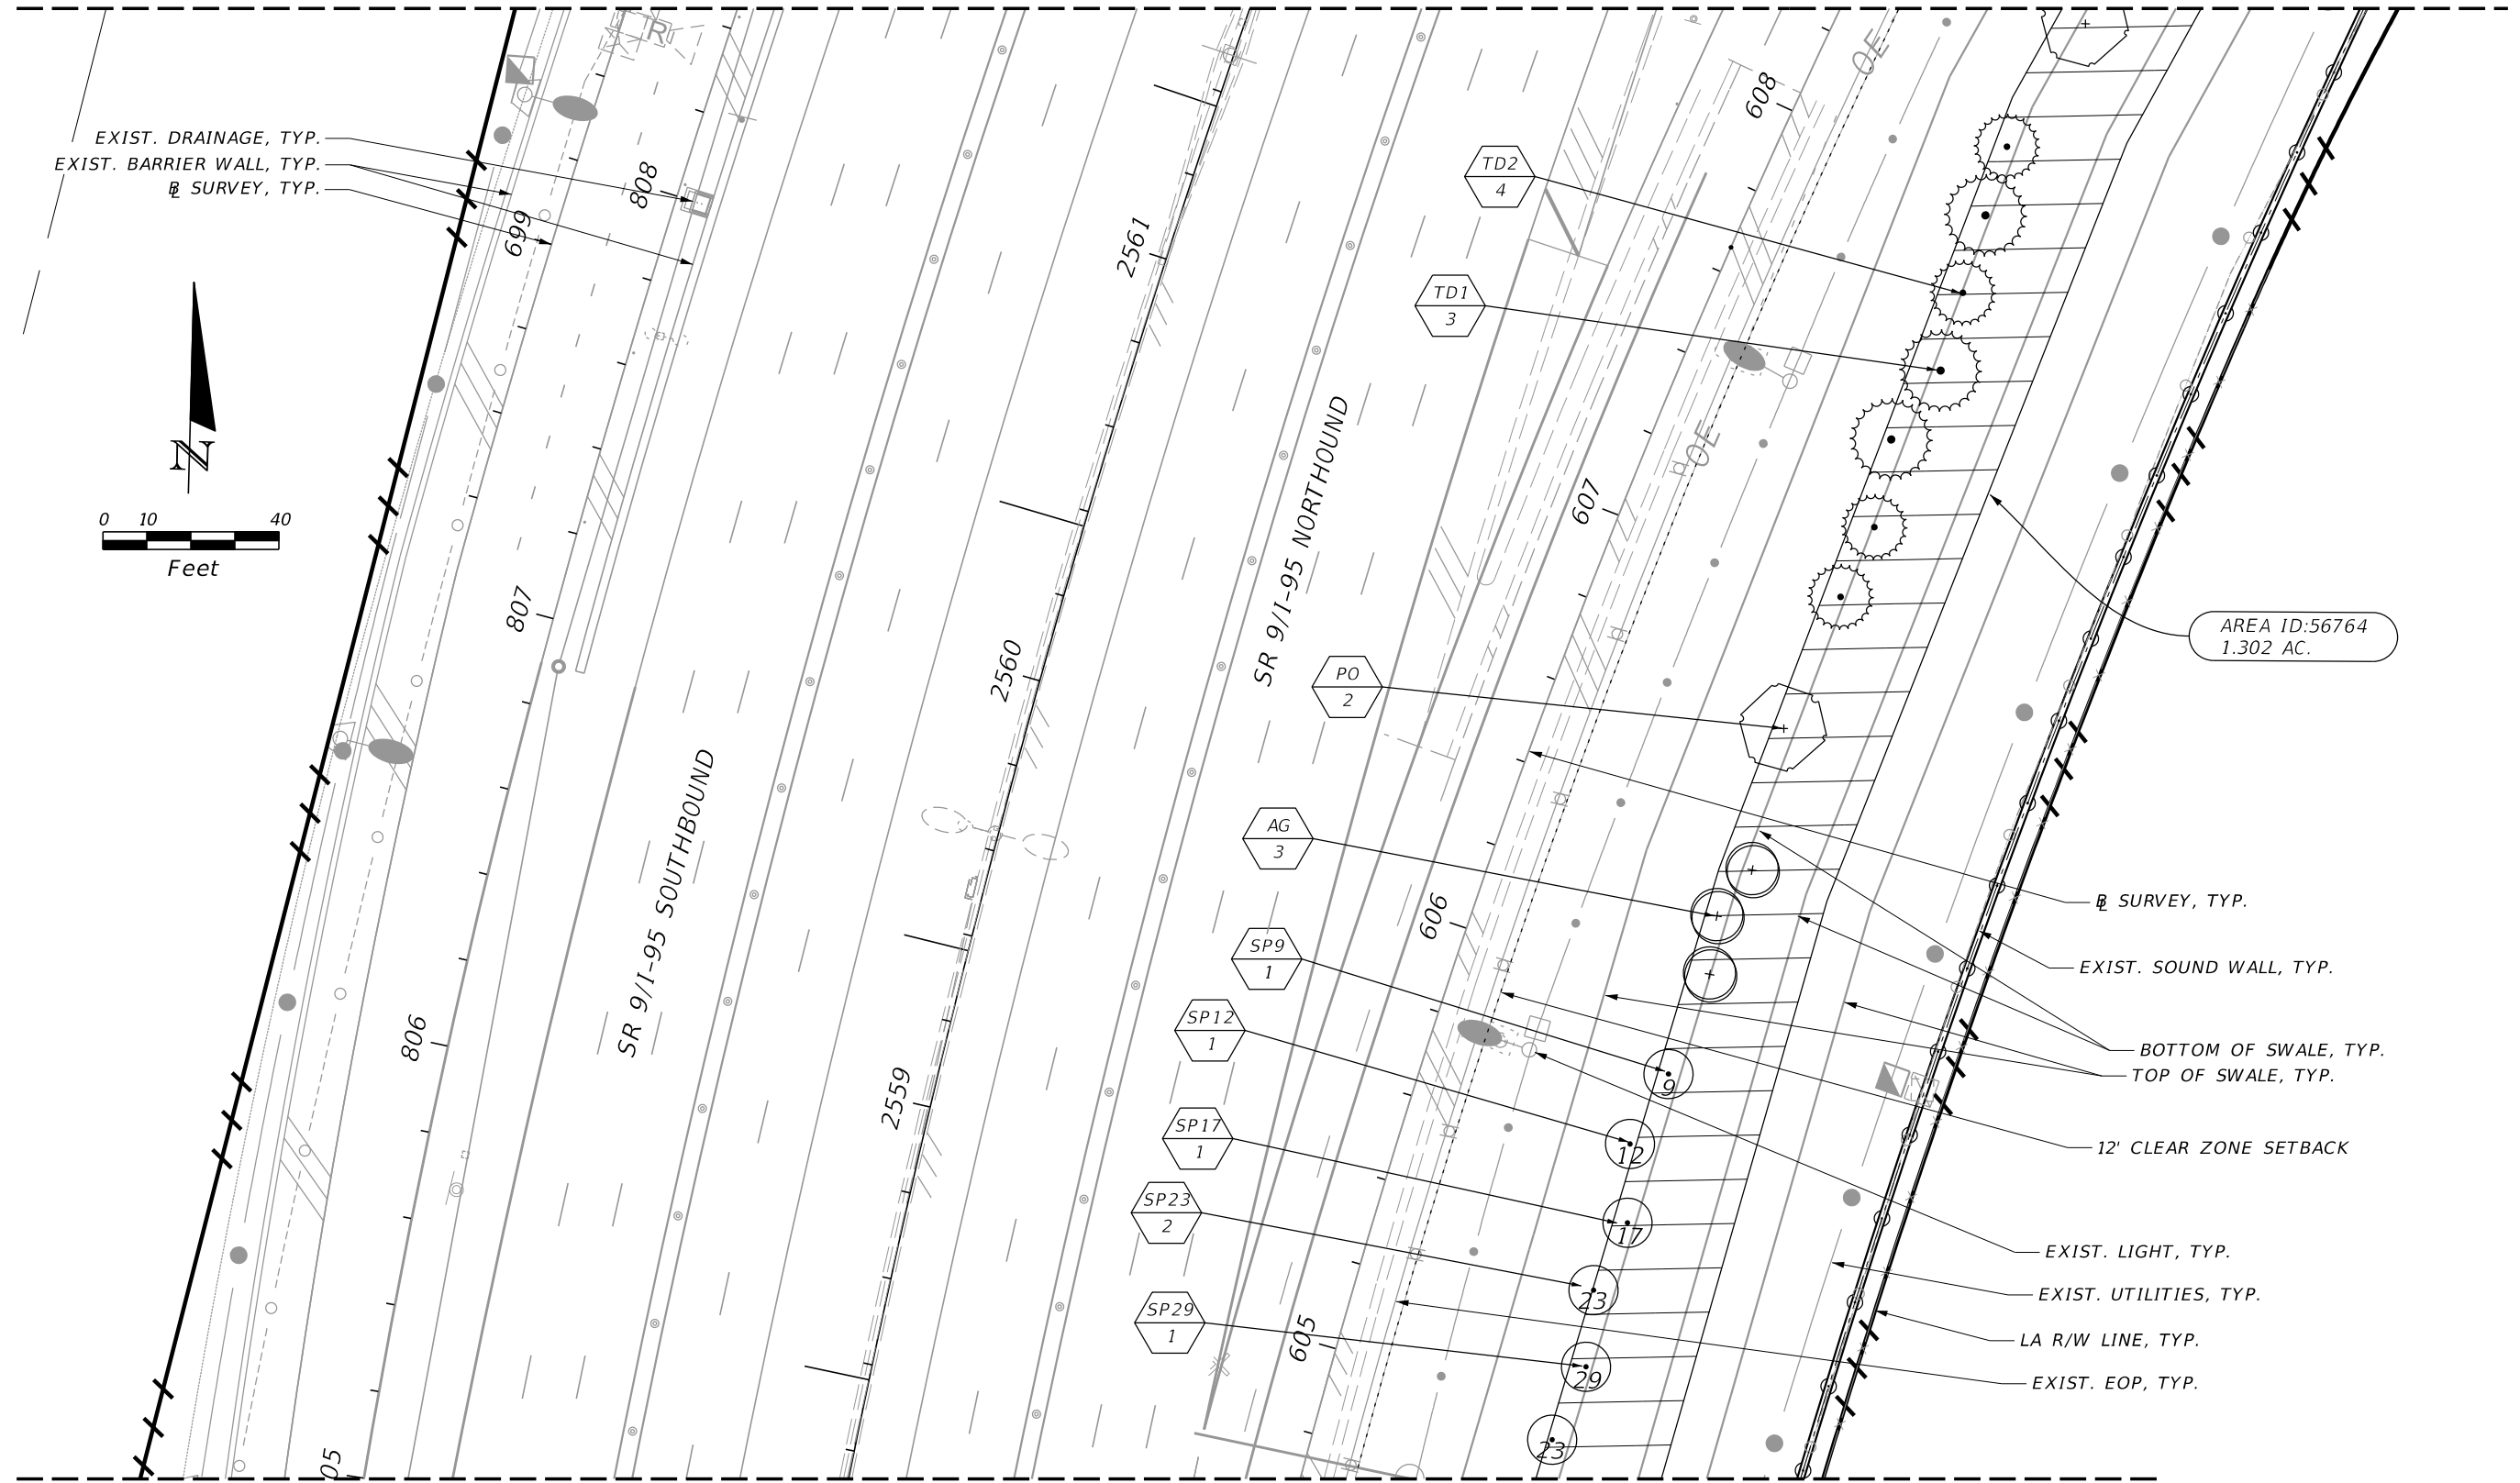 EXIST. DRAINAGE, TYP.
EXIST. BARRIER WALL, TYP.
BL SURVEY, TYP.
N
0 10 40
Feet
R
699
808
807
806
05
SR 9/I-95 SOUTHBOUND
2561
2560
2559
SR 9/I-95 NORTHOUND
608
607
606
605
OE
OE
TD2
4
TD1
3
PO
2
AG
3
SP9
1
SP12
1
SP17
1
SP23
2
SP29
1
9
12
17
23
29
23
AREA ID:56764
1.302 AC.
BL SURVEY, TYP.
EXIST. SOUND WALL, TYP.
BOTTOM OF SWALE, TYP.
TOP OF SWALE, TYP.
12' CLEAR ZONE SETBACK
EXIST. LIGHT, TYP.
EXIST. UTILITIES, TYP.
LA R/W LINE, TYP.
EXIST. EOP, TYP.